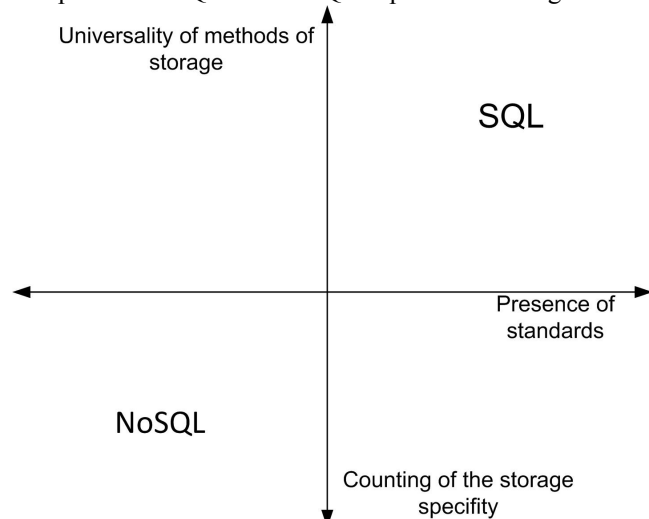 Universality of methods of
storage
SQL
Presence of
standards
NoSQL
Counting of the storage
specifity